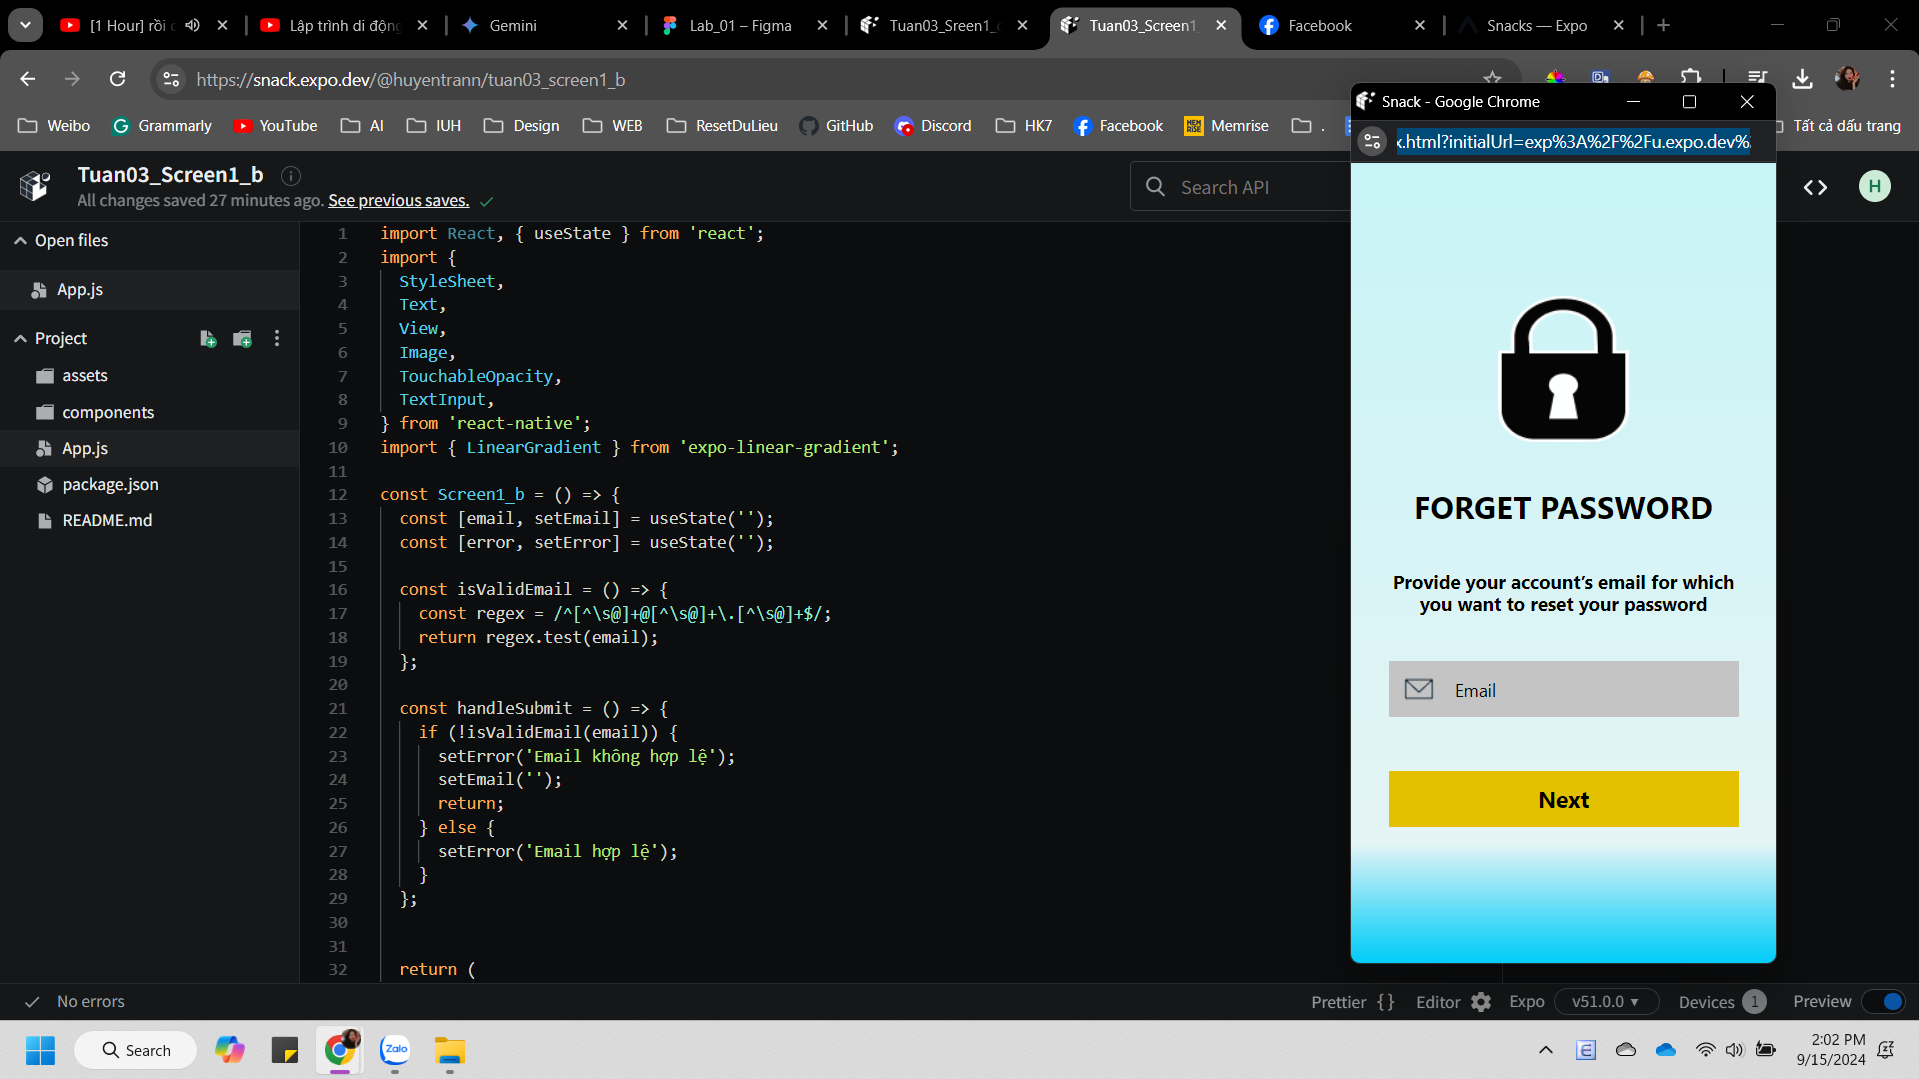 [1 Hour] rồi
Lập trình di động
Gemini
Lab_01 – Figma
Tuan03_Sreen1_
Tuan03_Screen1
Facebook
Snacks — Expo
https://snack.expo.dev/@huyentrann/tuan03_screen1_b
Weibo
Grammarly
YouTube
AI
IUH
Design
WEB
ResetDuLieu
GitHub
Discord
HK7
Facebook
Memrise
.
Tất cả dấu trang
Snack - Google Chrome
x.html?initialUrl=exp%3A%2F%2Fu.expo.dev%
Tuan03_Screen1_b
All changes saved 27 minutes ago. See previous saves.
Search API
H
Open files
App.js
Project
assets
components
App.js
package.json
README.md
1 import React, { useState } from 'react';
2 import {
3 StyleSheet,
4 Text,
5 View,
6 Image,
7 TouchableOpacity,
8 TextInput,
9 } from 'react-native';
10 import { LinearGradient } from 'expo-linear-gradient';
11
12 const Screen1_b = () => {
13 const [email, setEmail] = useState('');
14 const [error, setError] = useState('');
15
16 const isValidEmail = () => {
17 const regex = /^[^\s@]+@[^\s@]+\.[^\s@]+$/;
18 return regex.test(email);
19 };
20
21 const handleSubmit = () => {
22 if (!isValidEmail(email)) {
23 setError('Email không hợp lệ');
24 setEmail('');
25 return;
26 } else {
27 setError('Email hợp lệ');
28 }
29 };
30
31
32 return (
FORGET PASSWORD
Provide your account’s email for which
you want to reset your password
Email
Next
No errors
Prettier {}
Editor
Expo
v51.0.0
Devices 1
Preview
Search
Zalo
2:02 PM
9/15/2024